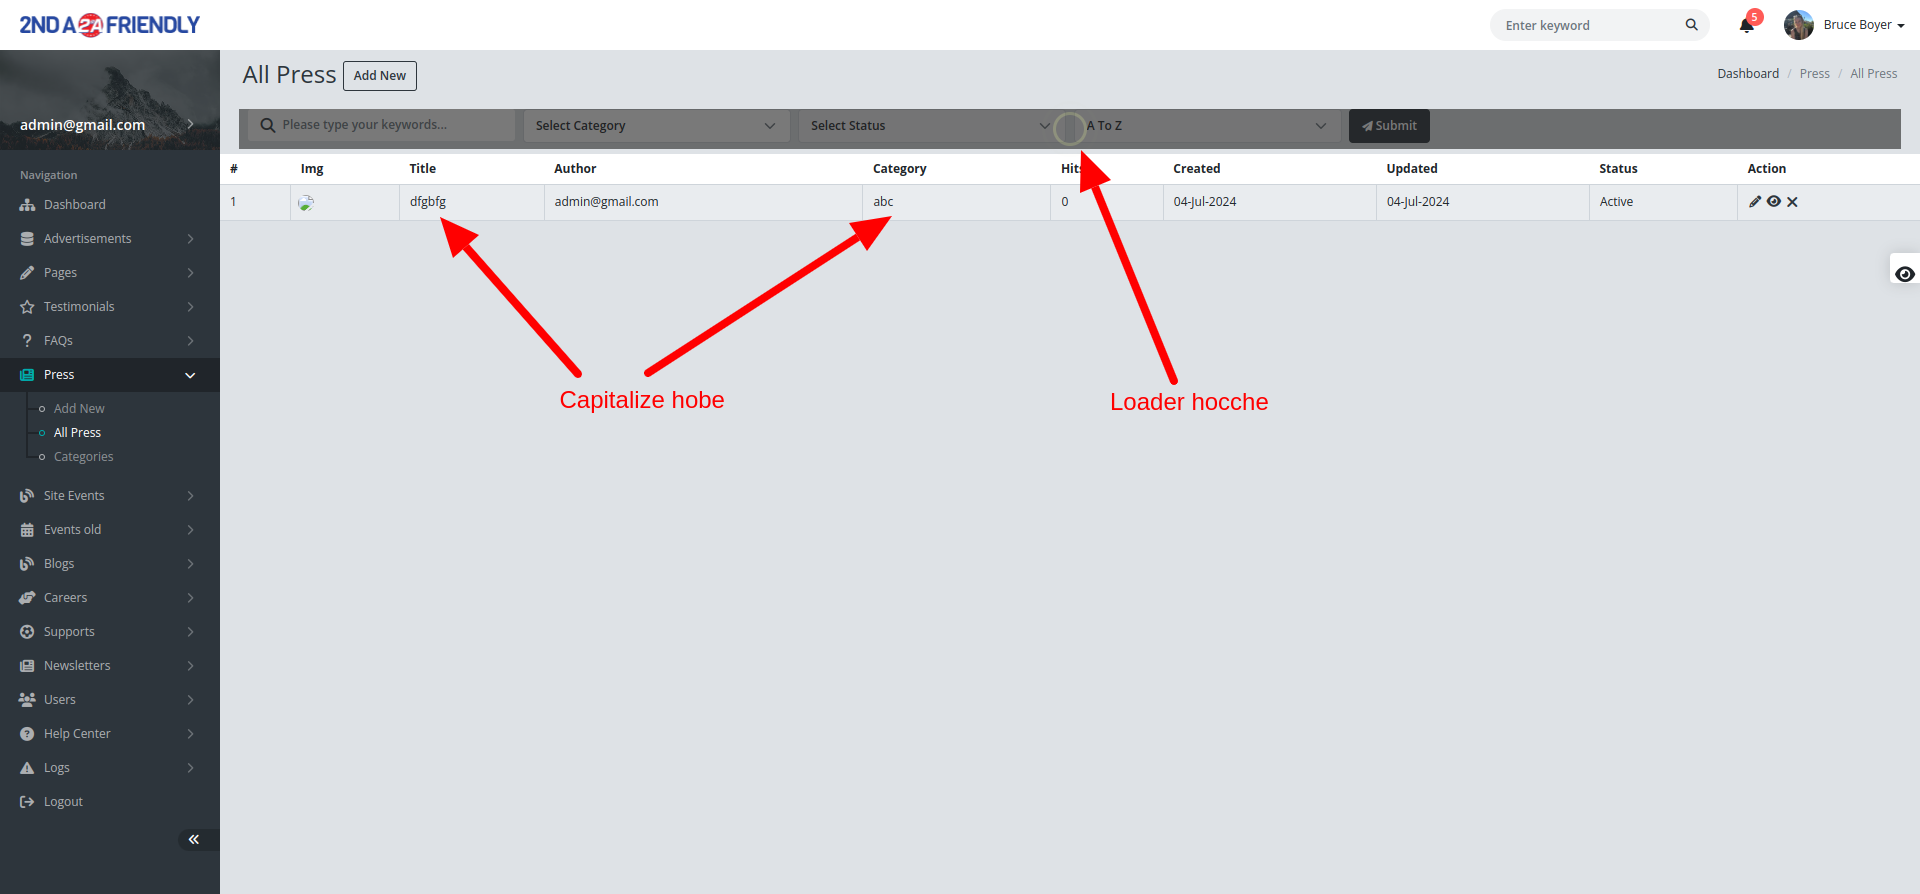 2ND A 2A FRIENDLY
Enter keyword
5
Bruce Boyer
admin@gmail.com
All Press
Add New
Dashboard / Press / All Press
Please type your keywords...
Select Category
Select Status
A To Z
Submit
# Img Title Author Category Hits Created Updated Status Action
1 dfgbfg admin@gmail.com abc 0 04-Jul-2024 04-Jul-2024 Active
Capitalize hobe
Loader hocche
Navigation
Dashboard
Advertisements
Pages
Testimonials
FAQs
Press
Add New
All Press
Categories
Site Events
Events old
Blogs
Careers
Supports
Newsletters
Users
Help Center
Logs
Logout